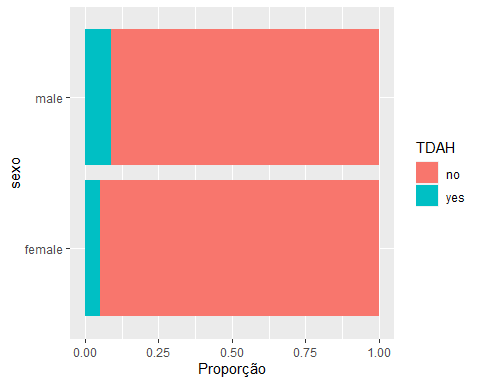 male
female
sexo
0.00 0.25 0.50 0.75 1.00
Proporção
TDAH
no
yes